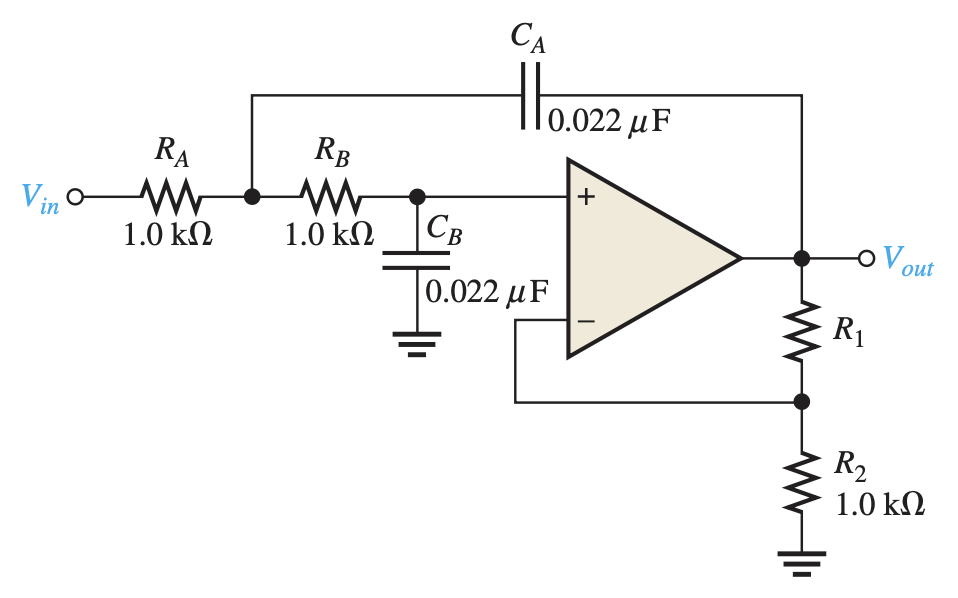 C_A
0.022 μF
R_A
R_B
V_in
1.0 kΩ
1.0 kΩ
C_B
0.022 μF
+
−
V_out
R_1
R_2
1.0 kΩ